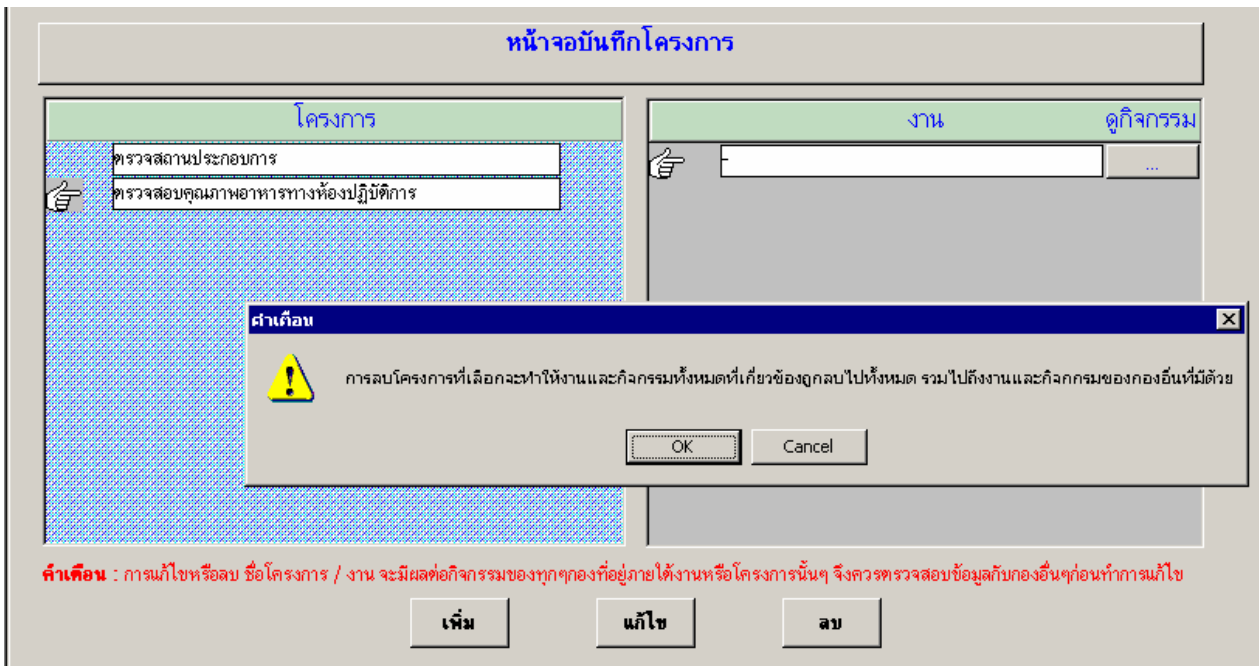 หน้าจอบันทึกโครงการ
โครงการ
งาน ดูกิจกรรม
ตรวจสถานประกอบการ
- ...
ตรวจสอบคุณภาพอาหารทางห้องปฏิบัติการ
คำเตือน
การลบโครงการที่เลือกจะทำให้งานและกิจกรรมทั้งหมดที่เกี่ยวข้องถูกลบไปทั้งหมด รวมไปถึงงานและกิจกกรมของกองอื่นที่มีด้วย
OK Cancel
คำเตือน : การแก้ไขหรือลบ ชื่อโครงการ / งาน จะมีผลต่อกิจกรรมของทุกๆกองที่อยู่ภายใต้งานหรือโครงการนั้นๆ จึงควรตรวจสอบข้อมูลกับกองอื่นๆก่อนทำการแก้ไข
เพิ่ม แก้ไข ลบ